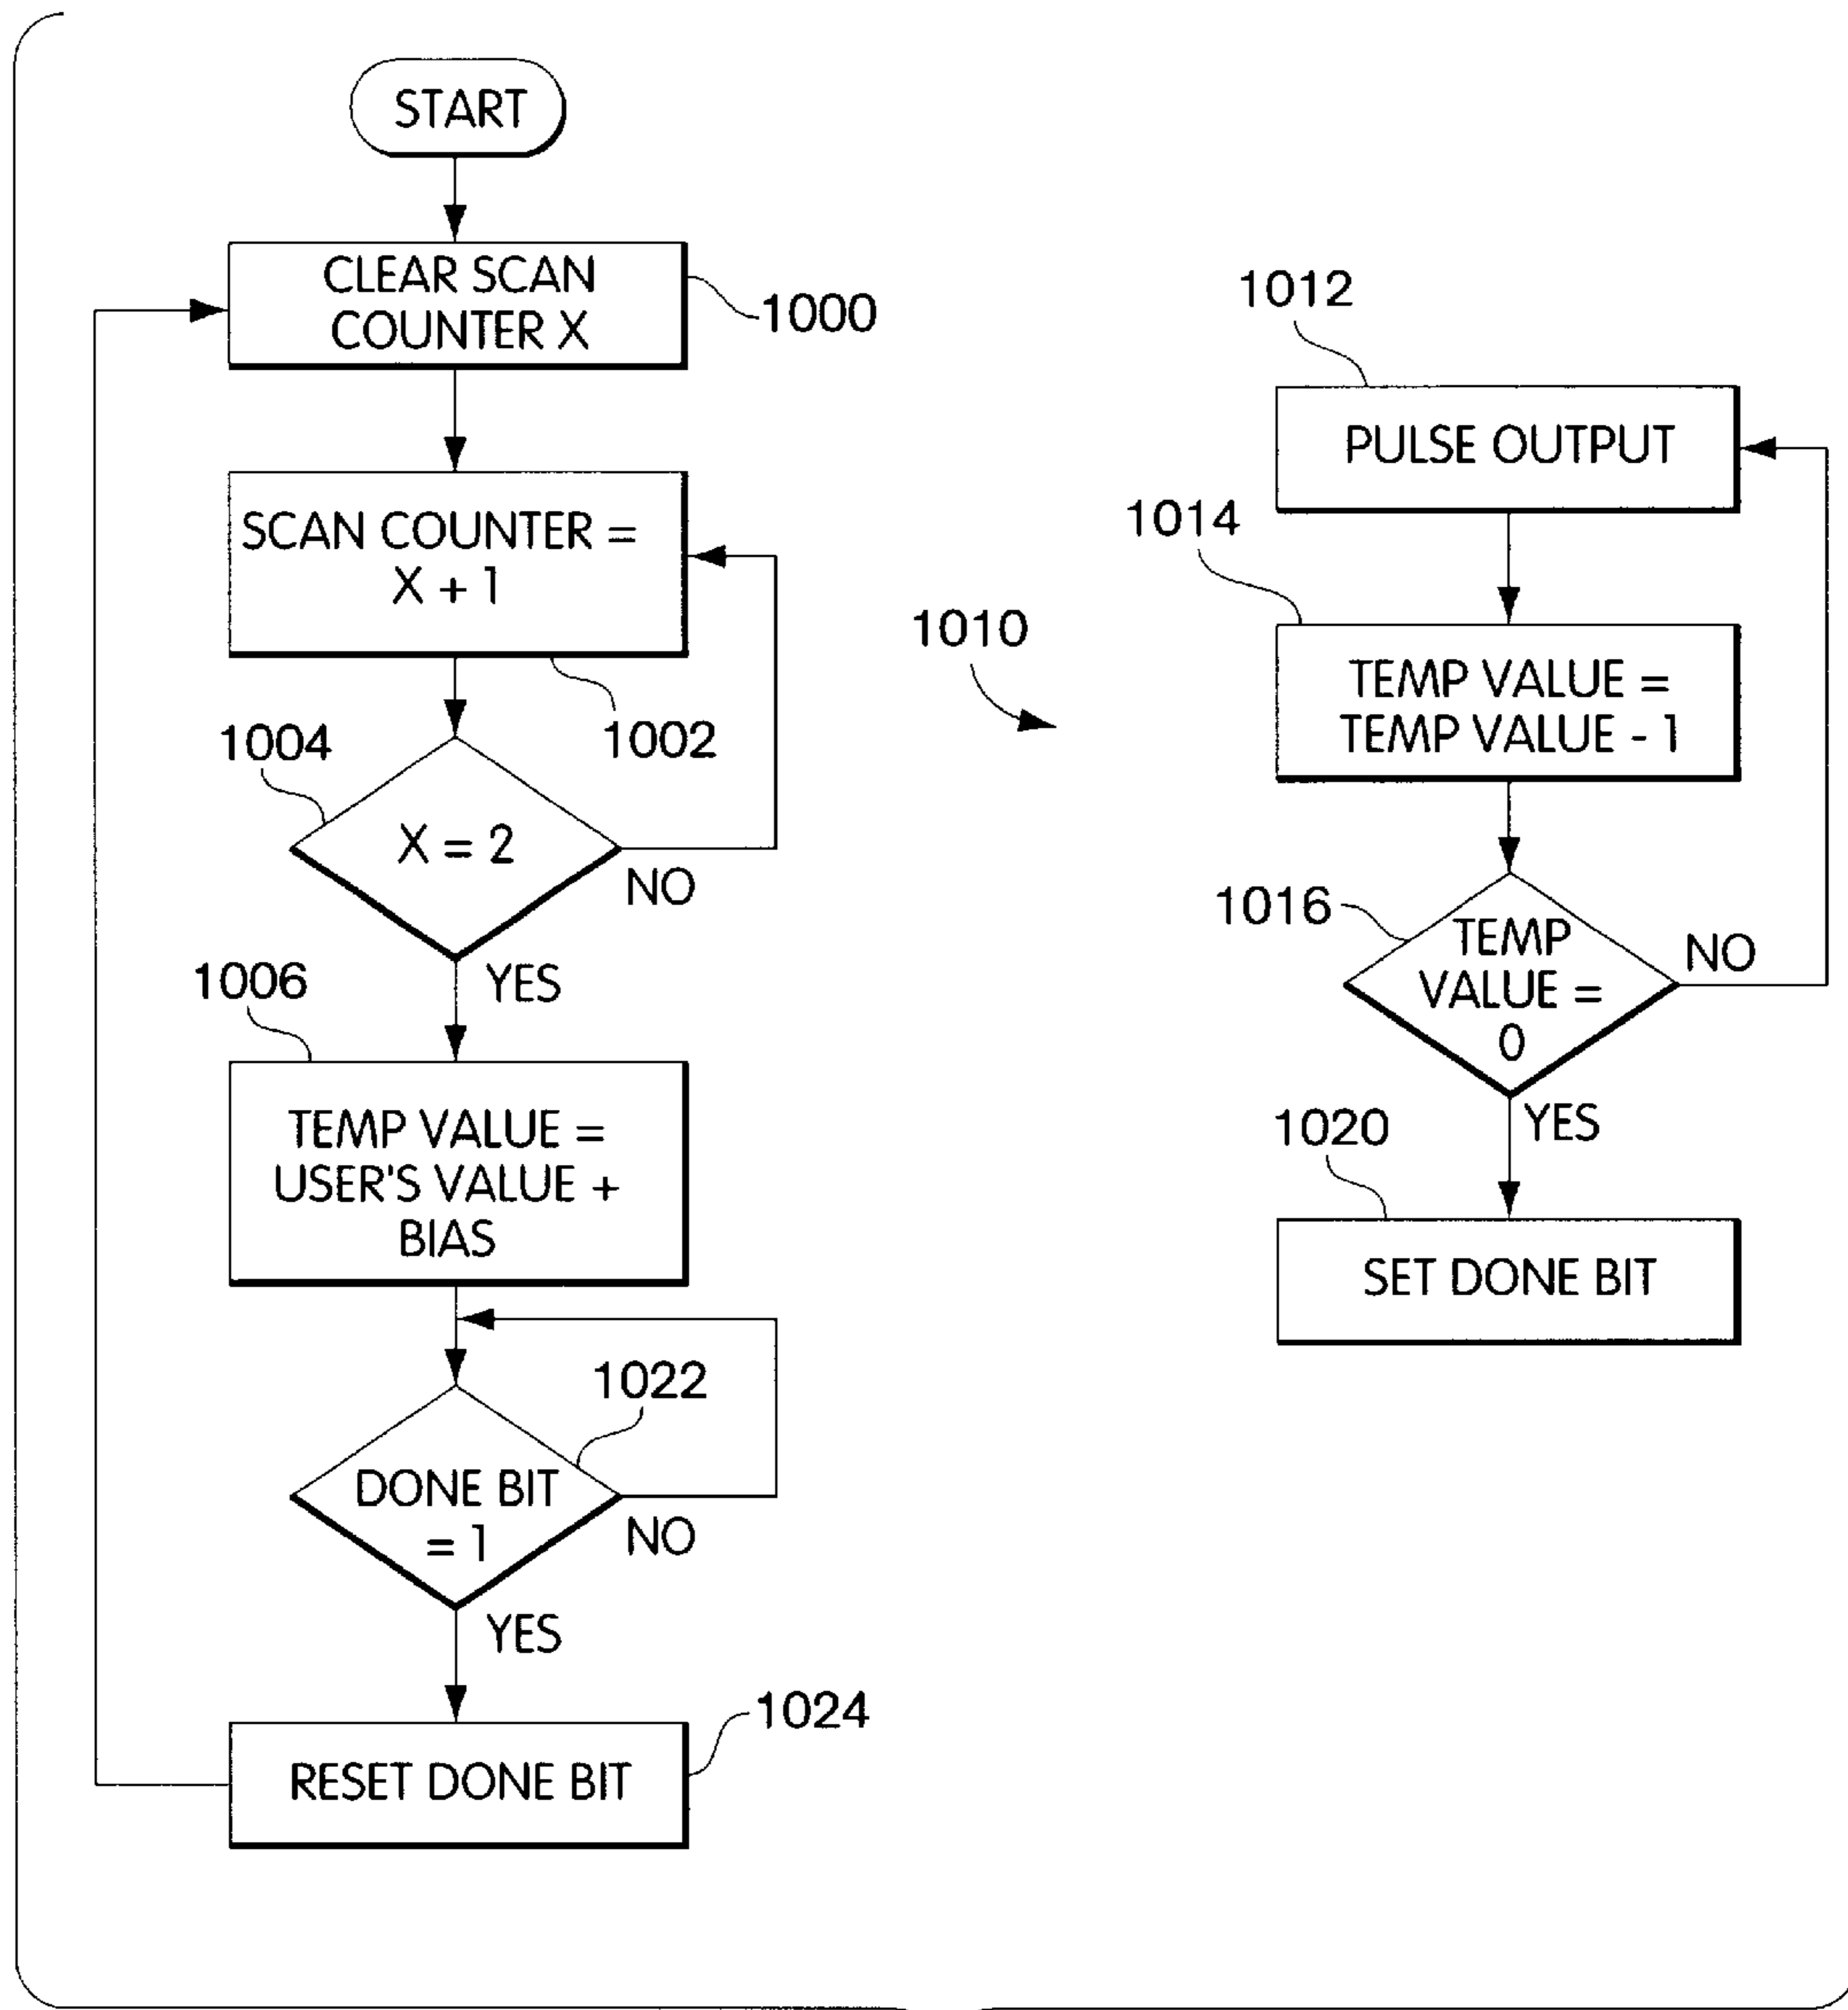 START
CLEAR SCAN
COUNTER X
1000
SCAN COUNTER =
X + 1
1002
1004
X = 2
NO
YES
1006
TEMP VALUE =
USER'S VALUE +
BIAS
1022
DONE BIT
= 1
NO
YES
1024
RESET DONE BIT
1010
1012
PULSE OUTPUT
1014
TEMP VALUE =
TEMP VALUE - 1
1016
TEMP
VALUE =
0
NO
YES
1020
SET DONE BIT